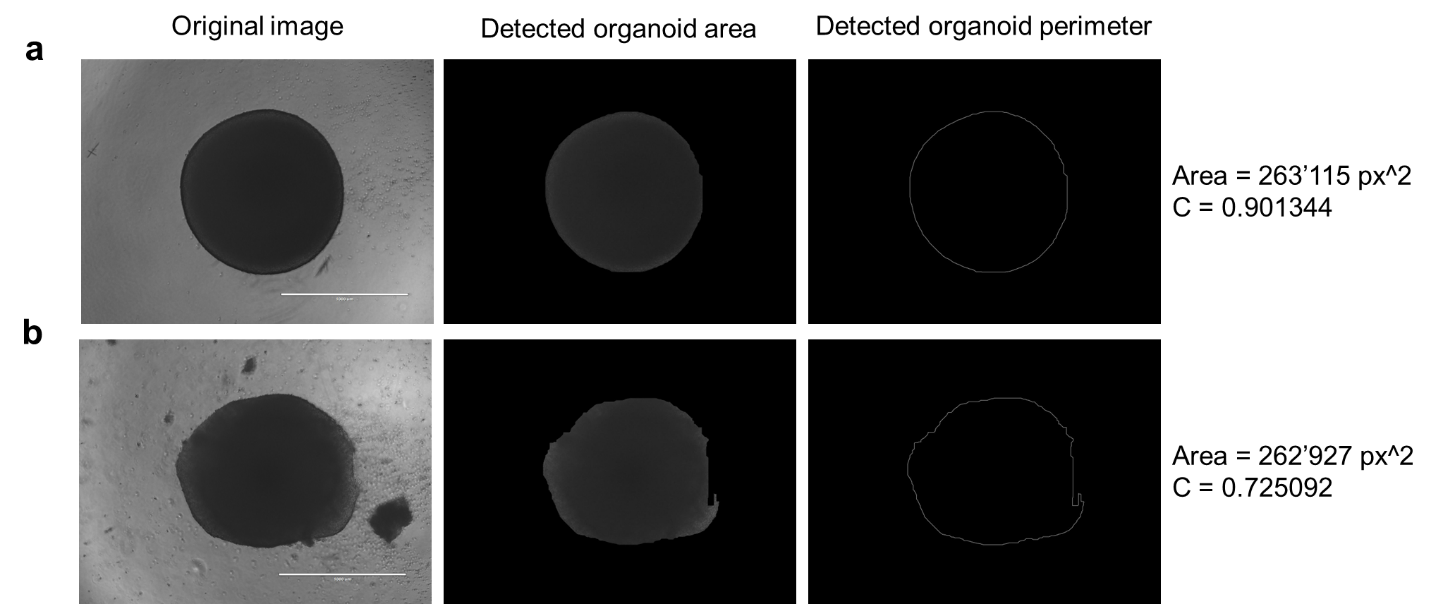 Original image
Detected organoid area
Detected organoid perimeter
a
Area = 263’115 px^2
C = 0.901344
b
Area = 262’927 px^2
C = 0.725092